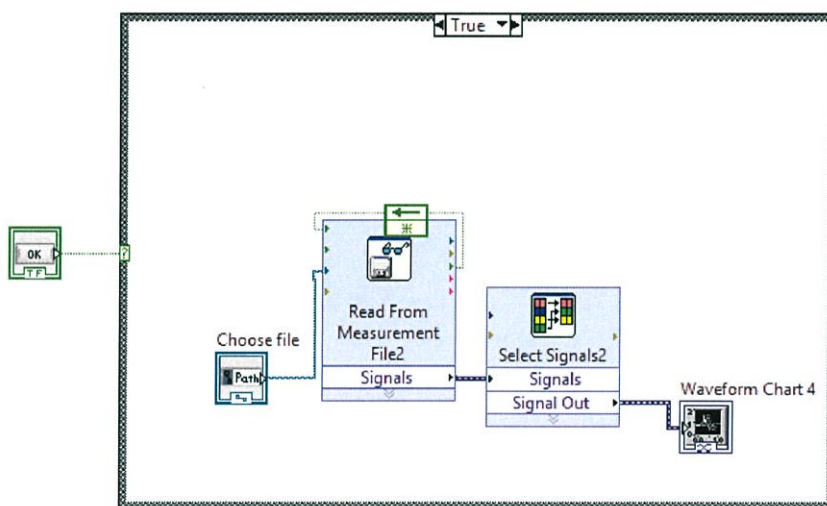 True
?
OK
TF
Choose file
Path
Read From
Measurement
File2
Signals
Select Signals2
Signals
Signal Out
Waveform Chart 4